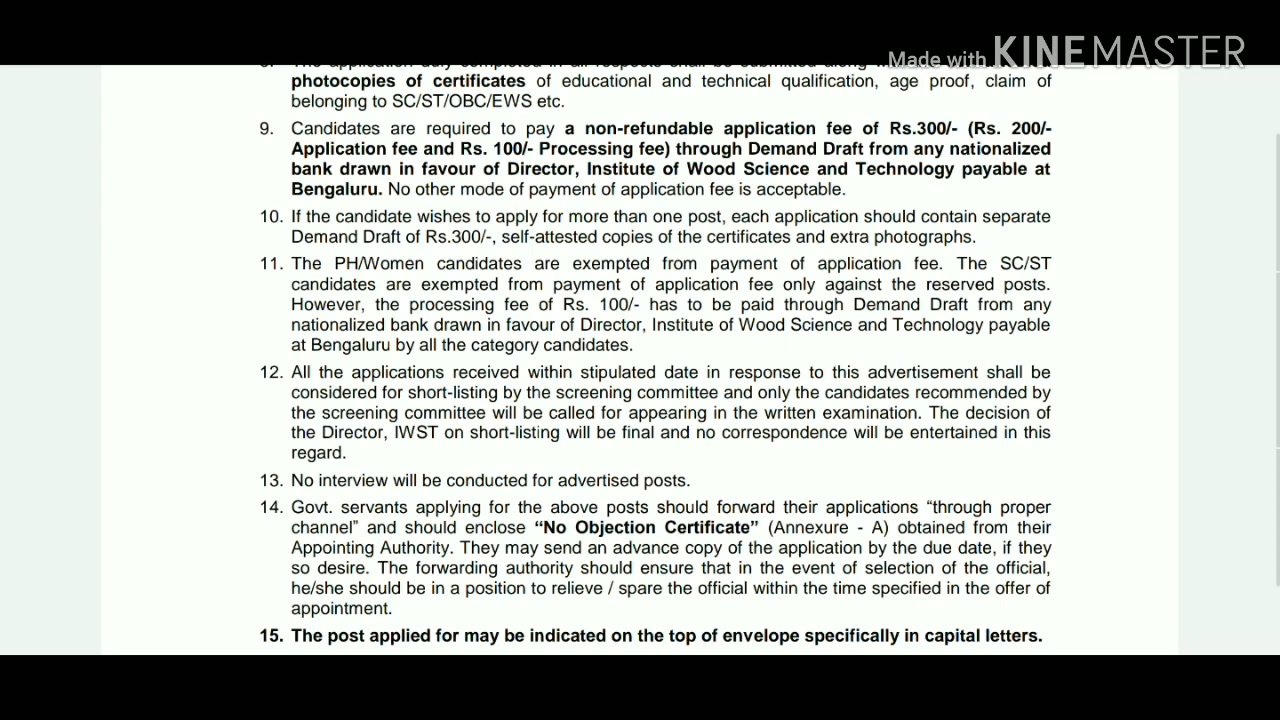 Made with KINEMASTER
8. The application duly completed in all respects shall be submitted along
photocopies of certificates of educational and technical qualification, age proof, claim of
belonging to SC/ST/OBC/EWS etc.
9. Candidates are required to pay a non-refundable application fee of Rs.300/- (Rs. 200/-
Application fee and Rs. 100/- Processing fee) through Demand Draft from any nationalized
bank drawn in favour of Director, Institute of Wood Science and Technology payable at
Bengaluru. No other mode of payment of application fee is acceptable.
10. If the candidate wishes to apply for more than one post, each application should contain separate
Demand Draft of Rs.300/-, self-attested copies of the certificates and extra photographs.
11. The PH/Women candidates are exempted from payment of application fee. The SC/ST
candidates are exempted from payment of application fee only against the reserved posts.
However, the processing fee of Rs. 100/- has to be paid through Demand Draft from any
nationalized bank drawn in favour of Director, Institute of Wood Science and Technology payable
at Bengaluru by all the category candidates.
12. All the applications received within stipulated date in response to this advertisement shall be
considered for short-listing by the screening committee and only the candidates recommended by
the screening committee will be called for appearing in the written examination. The decision of
the Director, IWST on short-listing will be final and no correspondence will be entertained in this
regard.
13. No interview will be conducted for advertised posts.
14. Govt. servants applying for the above posts should forward their applications “through proper
channel” and should enclose “No Objection Certificate” (Annexure - A) obtained from their
Appointing Authority. They may send an advance copy of the application by the due date, if they
so desire. The forwarding authority should ensure that in the event of selection of the official,
he/she should be in a position to relieve / spare the official within the time specified in the offer of
appointment.
15. The post applied for may be indicated on the top of envelope specifically in capital letters.